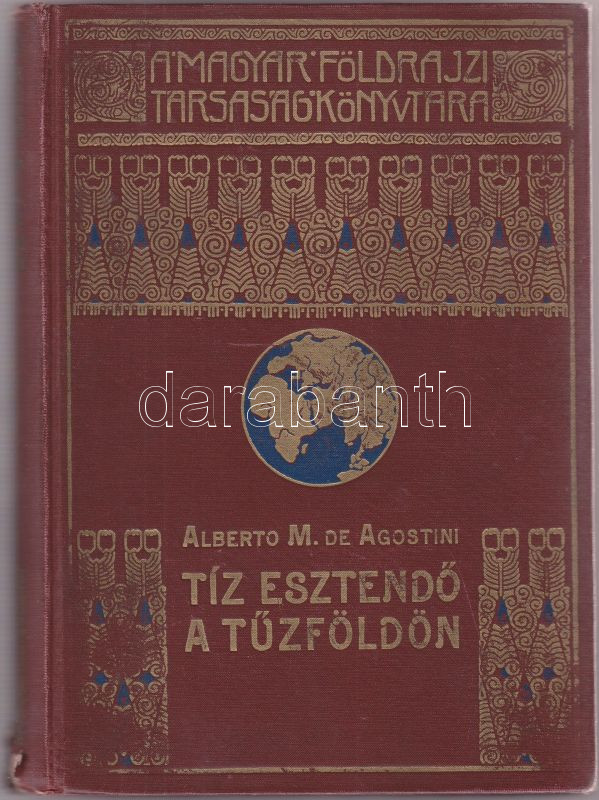 A MAGYAR FÖLDRAJZI
TÁRSASÁG KÖNYVTÁRA
darabanth
ALBERTO M. DE AGOSTINI
TÍZ ESZTENDŐ
A TŰZFÖLDÖN